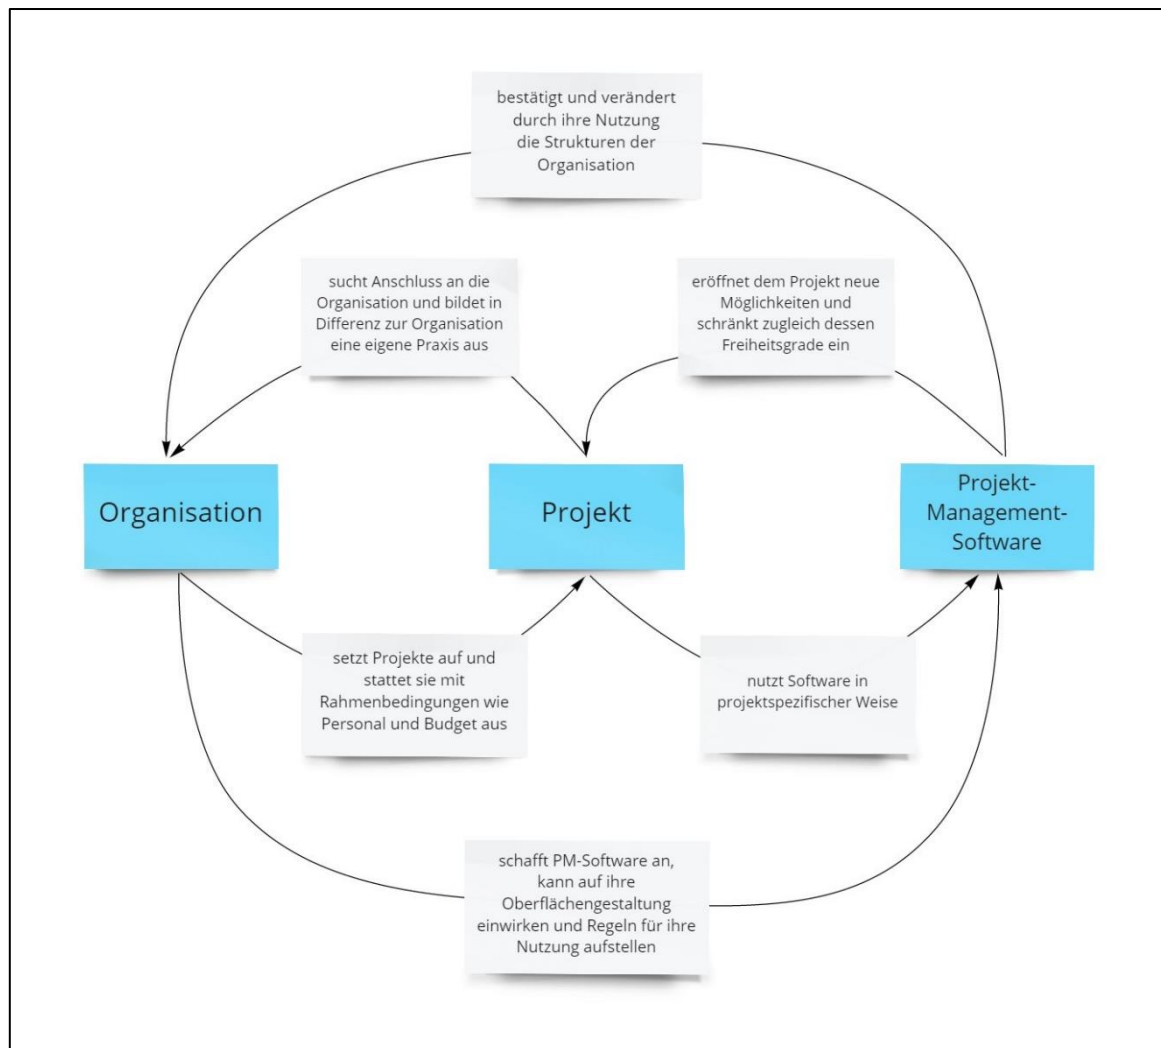 bestätigt und verändert
durch ihre Nutzung
die Strukturen der
Organisation
sucht Anschluss an die
Organisation und bildet in
Differenz zur Organisation
eine eigene Praxis aus
eröffnet dem Projekt neue
Möglichkeiten und
schränkt zugleich dessen
Freiheitsgrade ein
Organisation
Projekt
Projekt-
Management-
Software
setzt Projekte auf und
stattet sie mit
Rahmenbedingungen wie
Personal und Budget aus
nutzt Software in
projektspezifischer Weise
schafft PM-Software an,
kann auf ihre
Oberflächengestaltung
einwirken und Regeln für ihre
Nutzung aufstellen